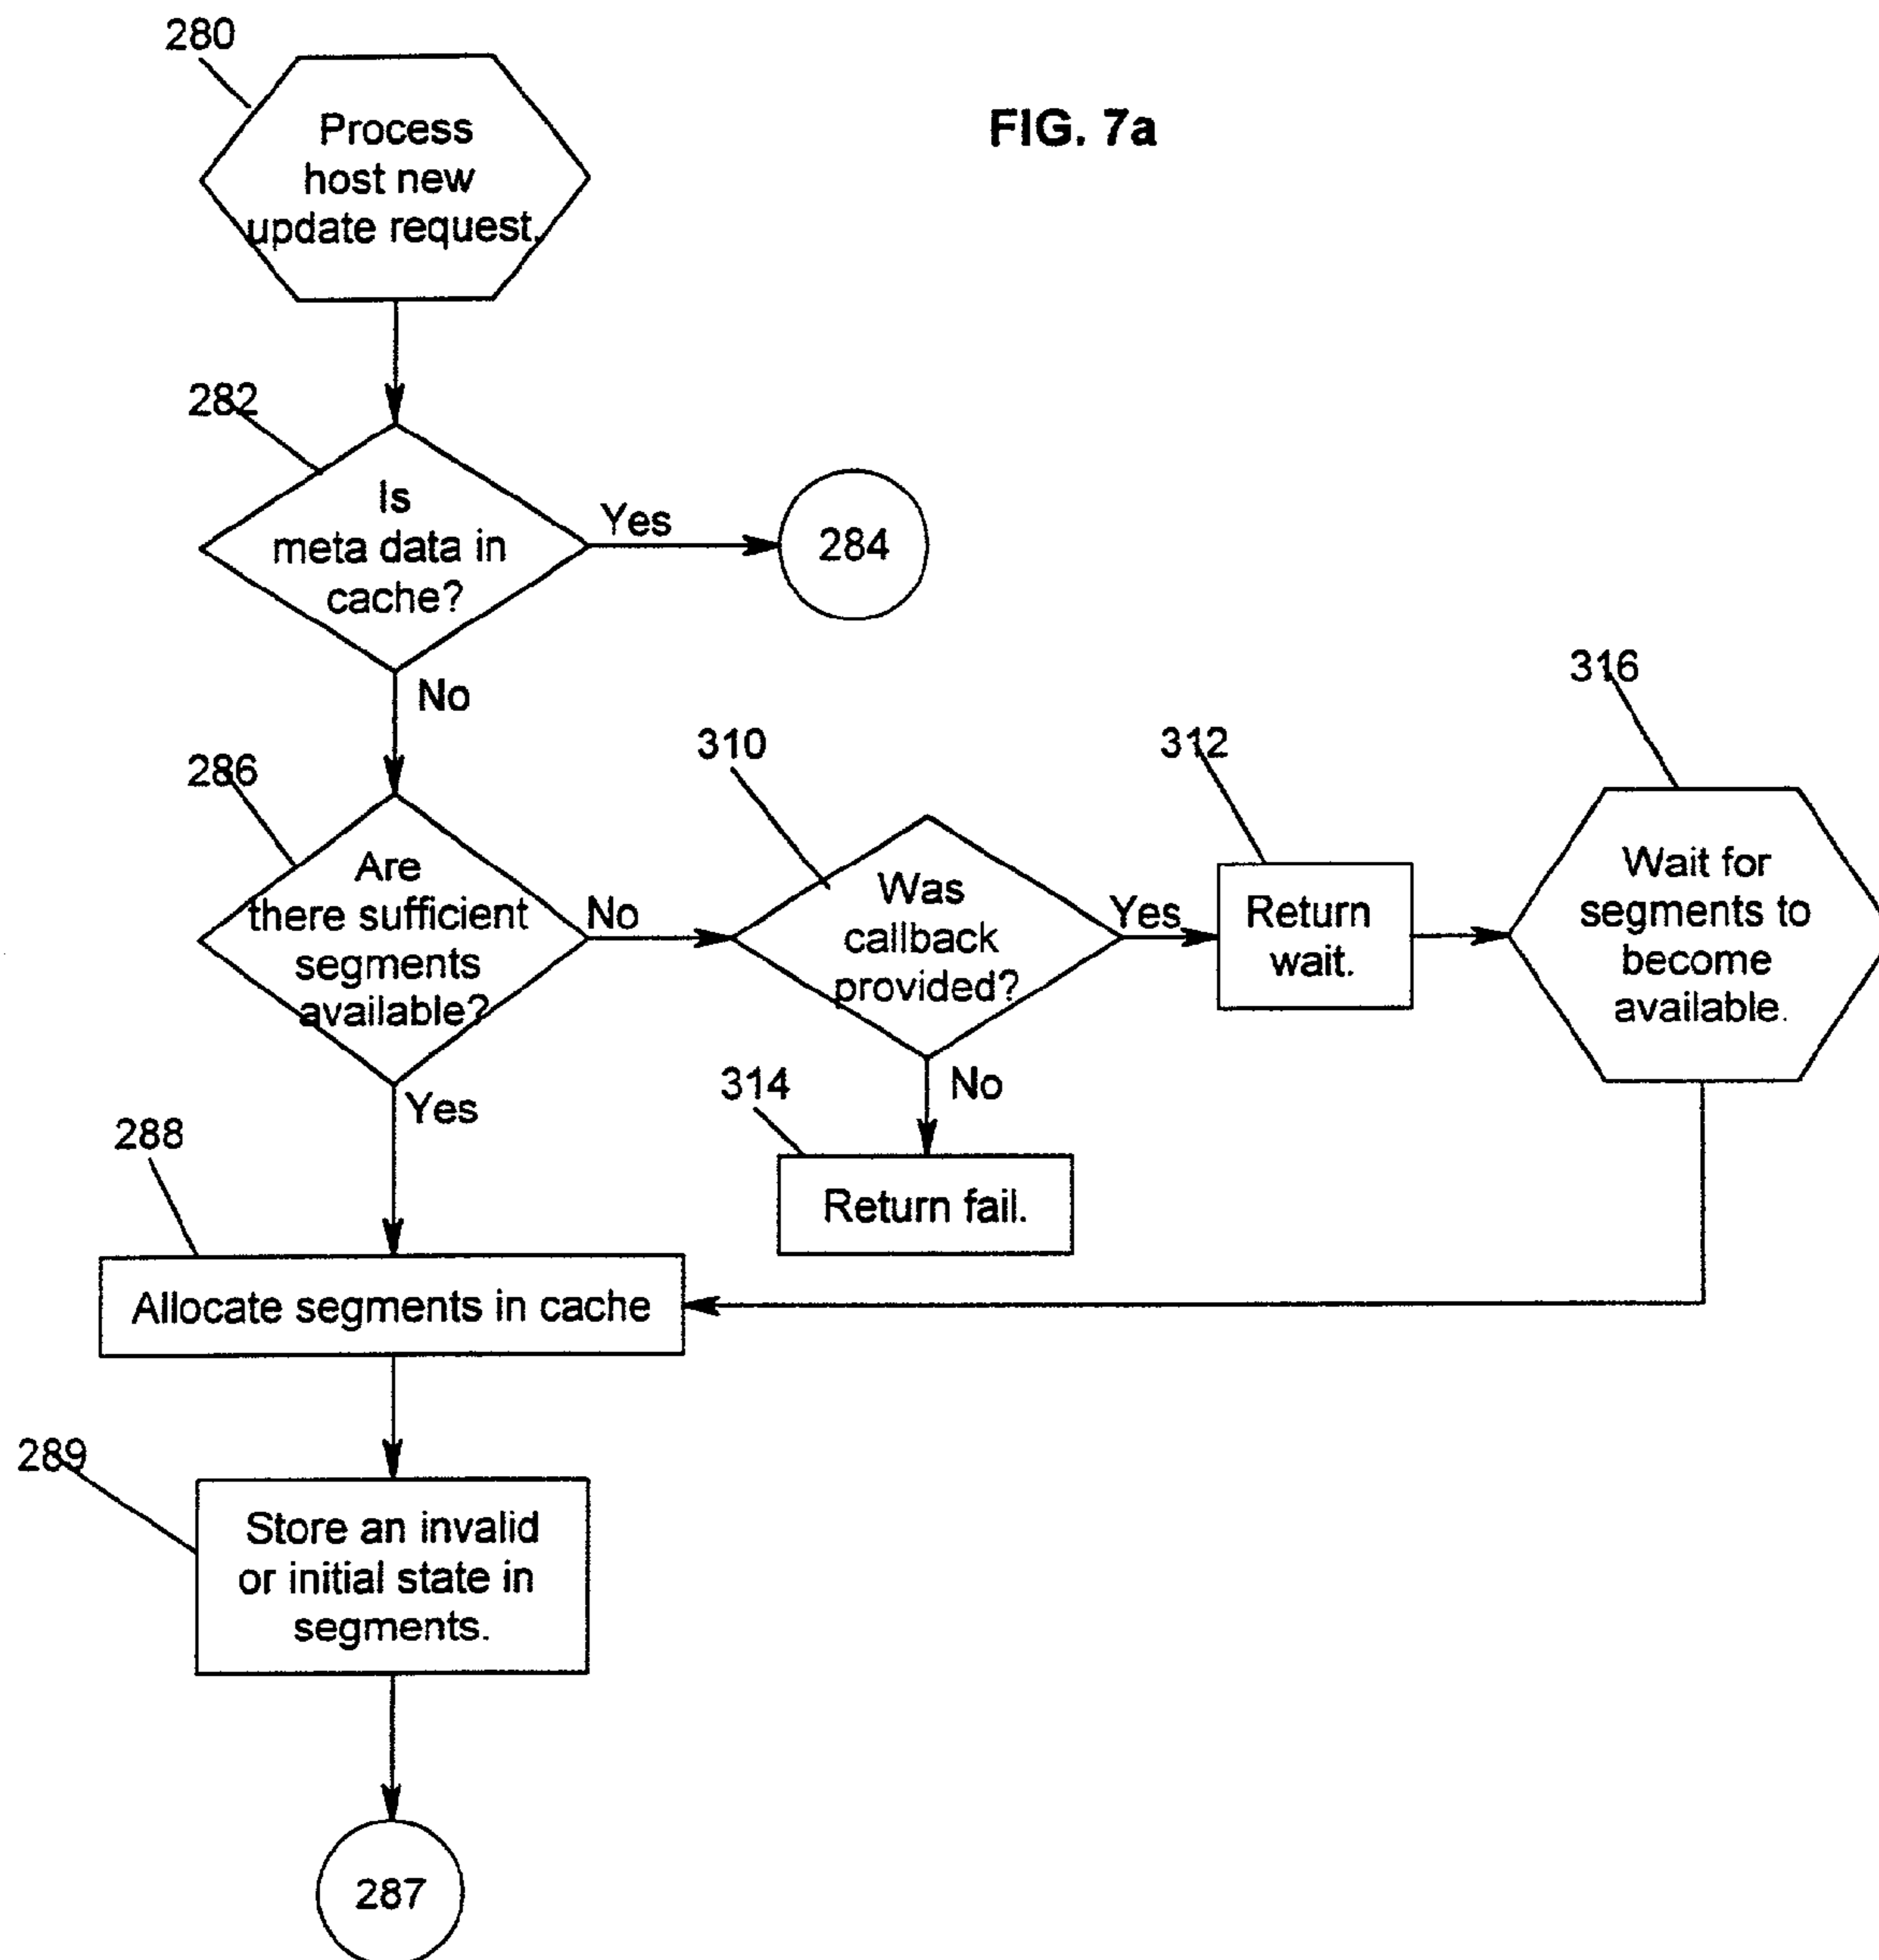 280
FIG. 7a
Process
host new
update request.
282
Is
meta data in
cache?
Yes
284
No
316
310
312
286
Are
there sufficient
segments
available?
No
Was
callback
provided?
Yes
Return
wait.
Wait for
segments to
become
available.
Yes
314
No
288
Return fail.
Allocate segments in cache
289
Store an invalid
or initial state in
segments.
287